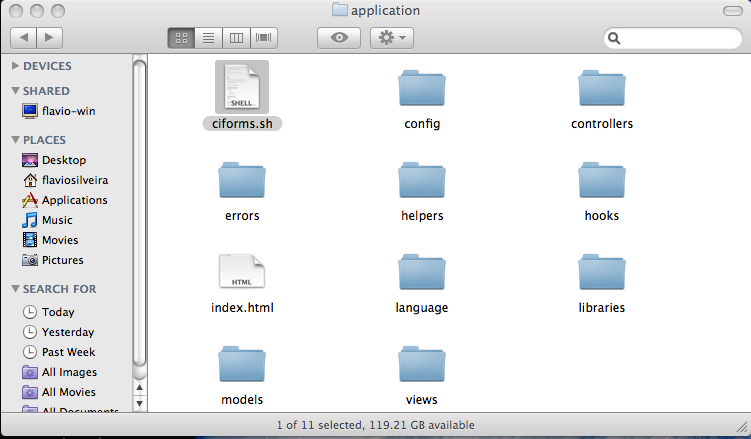 application
DEVICES
SHARED
flavio-win
PLACES
Desktop
flaviosilveira
Applications
Music
Movies
Pictures
SEARCH FOR
Today
Yesterday
Past Week
All Images
All Movies
All Documents
SHELL
ciforms.sh
config
controllers
errors
helpers
hooks
HTML
index.html
language
libraries
models
views
1 of 11 selected, 119.21 GB available